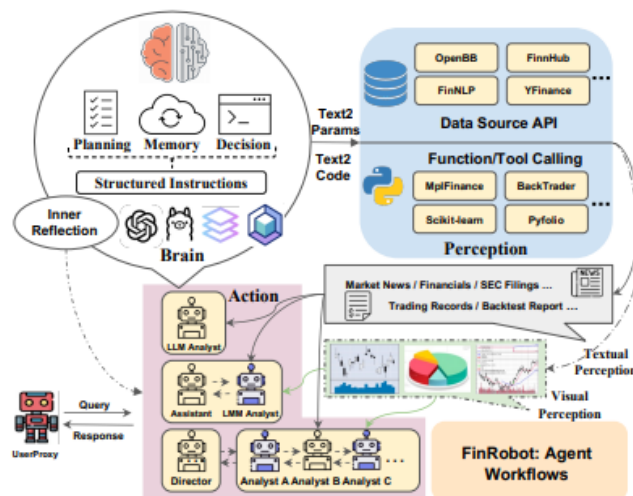 OpenBB
FinnHub
FinNLP
YFinance
...
Data Source API
Text2
Params
Planning
Memory
Decision
Structured Instructions
Text2
Code
Function/Tool Calling
MplFinance
BackTrader
Scikit-learn
Pyfolio
...
Perception
Inner
Reflection
Brain
NEWS
Market News / Financials / SEC Filings ...
Trading Records / Backtest Report ...
Action
LLM Analyst
Textual
Perception
Visual
Perception
Assistant
LMM Analyst
Query
Response
UserProxy
Director
Analyst A
Analyst B
Analyst C
...
FinRobot: Agent
Workflows